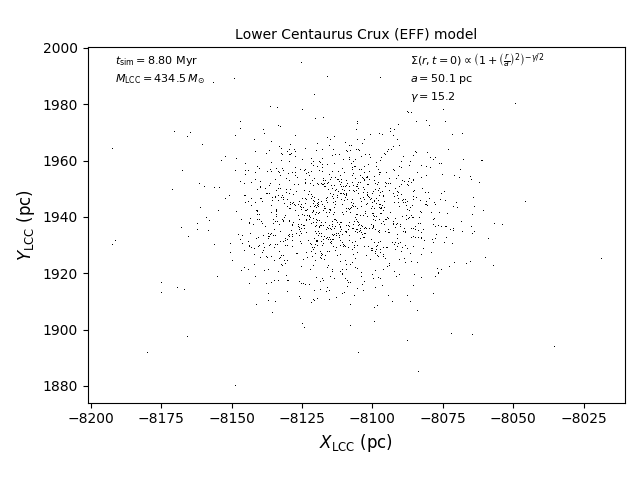 Lower Centaurus Crux (EFF) model
t_sim = 8.80 Myr
M_LCC = 434.5 M_⊙
Σ(r, t = 0) ∝ (1 + (r/a)²)^(−γ/2)
a = 50.1 pc
γ = 15.2
Y_LCC (pc)
2000
1980
1960
1940
1920
1900
1880
−8200 −8175 −8150 −8125 −8100 −8075 −8050 −8025
X_LCC (pc)